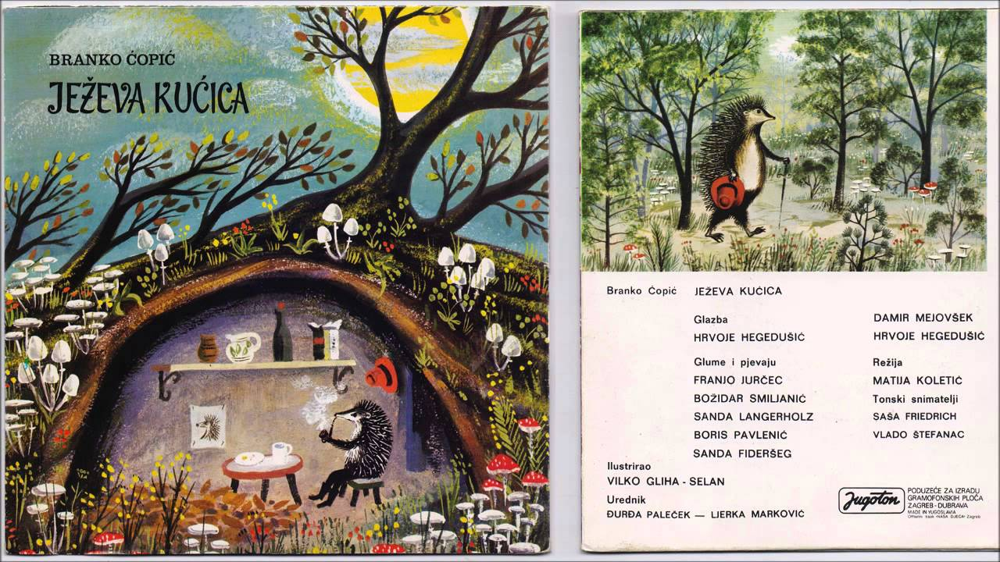 BRANKO ĆOPIĆ
JEŽEVA KUĆICA
Branko Ćopić JEŽEVA KUĆICA
Glazba
HRVOJE HEGEDUŠIĆ
Glume i pjevaju
FRANJO JURČEC
BOŽIDAR SMILJANIĆ
SANDA LANGERHOLZ
BORIS PAVLENIĆ
SANDA FIDERŠEG
DAMIR MEJOVŠEK
HRVOJE HEGEDUŠIĆ
Režija
MATIJA KOLETIĆ
Tonski snimatelji
SAŠA FRIEDRICH
VLADO ŠTEFANAC
Ilustrirao
VILKO GLIHA - SELAN
Urednik
ĐURĐA PALEČEK — LJERKA MARKOVIĆ
Jugoton
PODUZEĆE ZA IZRADU
GRAMOFONSKIH PLOČA
ZAGREB - DUBRAVA
MADE IN YUGOSLAVIA
Offsetni tisak »NAŠA DJECA« Zagreb